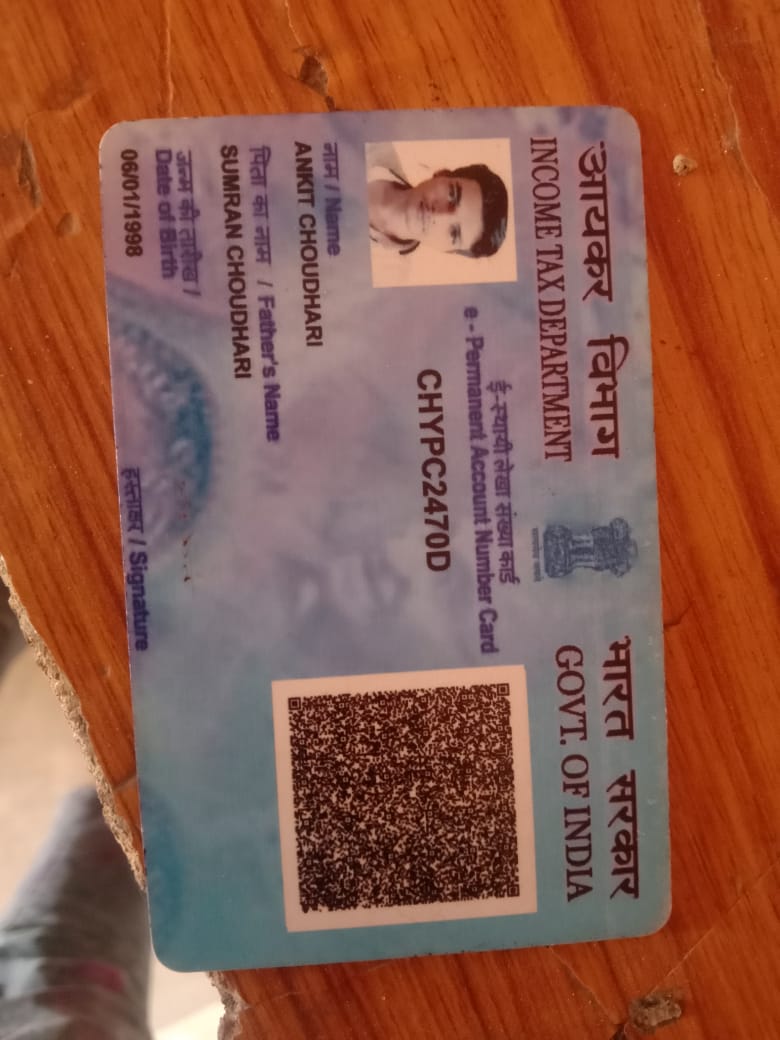 आयकर विभाग
INCOME TAX DEPARTMENT
भारत सरकार
GOVT. OF INDIA
ई-स्थायी लेखा संख्या कार्ड
e - Permanent Account Number Card
CHYPC2470D
नाम / Name
ANKIT CHOUDHARI
पिता का नाम / Father's Name
SUMRAN CHOUDHARI
जन्म की तारीख /
Date of Birth
06/01/1998
हस्ताक्षर / Signature